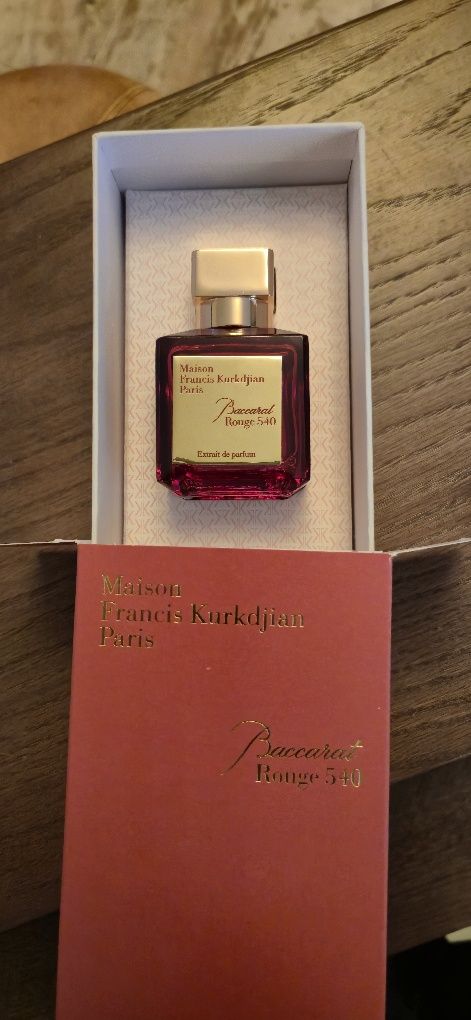 Maison
Francis Kurkdjian
Paris
Baccarat
Rouge 540
Extrait de parfum
Maison
Francis Kurkdjian
Paris
Baccarat
Rouge 540